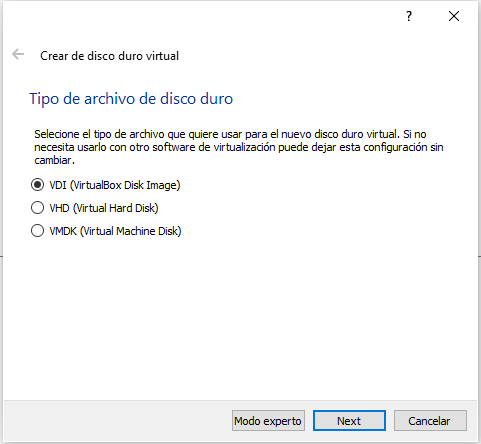 ?
Crear de disco duro virtual
Tipo de archivo de disco duro
Selecione el tipo de archivo que quiere usar para el nuevo disco duro virtual. Si no
necesita usarlo con otro software de virtualización puede dejar esta configuración sin
cambiar.
VDI (VirtualBox Disk Image)
VHD (Virtual Hard Disk)
VMDK (Virtual Machine Disk)
Modo experto Next Cancelar